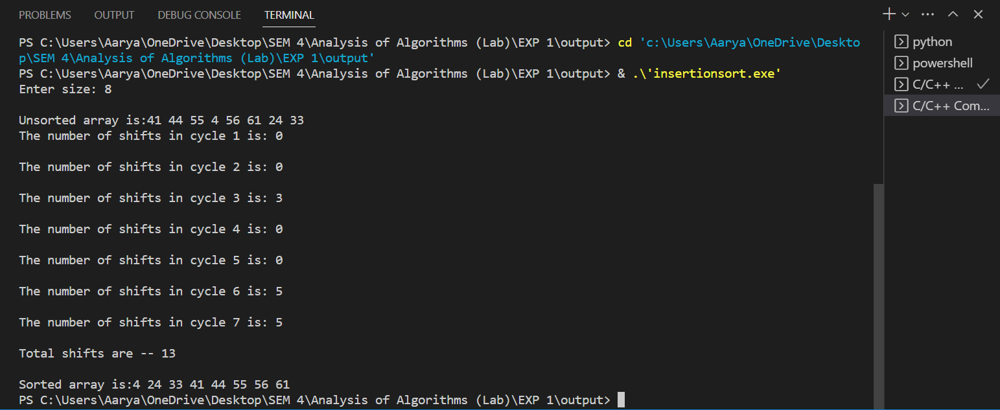 PROBLEMS OUTPUT DEBUG CONSOLE TERMINAL
PS C:\Users\Aarya\OneDrive\Desktop\SEM 4\Analysis of Algorithms (Lab)\EXP 1\output> cd 'c:\Users\Aarya\OneDrive\Deskto
p\SEM 4\Analysis of Algorithms (Lab)\EXP 1\output'
PS C:\Users\Aarya\OneDrive\Desktop\SEM 4\Analysis of Algorithms (Lab)\EXP 1\output> & .\'insertionsort.exe'
Enter size: 8
Unsorted array is:41 44 55 4 56 61 24 33
The number of shifts in cycle 1 is: 0
The number of shifts in cycle 2 is: 0
The number of shifts in cycle 3 is: 3
The number of shifts in cycle 4 is: 0
The number of shifts in cycle 5 is: 0
The number of shifts in cycle 6 is: 5
The number of shifts in cycle 7 is: 5
Total shifts are -- 13
Sorted array is:4 24 33 41 44 55 56 61
PS C:\Users\Aarya\OneDrive\Desktop\SEM 4\Analysis of Algorithms (Lab)\EXP 1\output>
python
powershell
C/C++ ...
C/C++ Com...